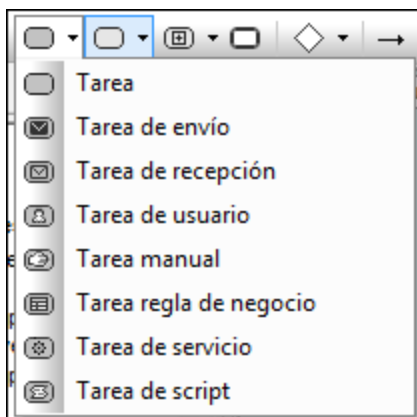 Tarea
Tarea de envío
Tarea de recepción
Tarea de usuario
Tarea manual
Tarea regla de negocio
Tarea de servicio
Tarea de script